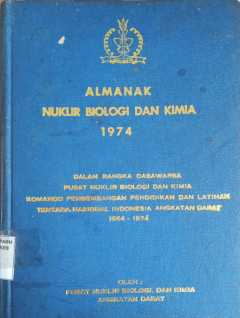 ALMANAK
NUKLIR BIOLOGI DAN KIMIA
1974
DALAM RANGKA DASAWARSA
PUSAT NUKLIR BIOLOGI DAN KIMIA
KOMANDO PENGEMBANGAN PENDIDIKAN DAN LATIHAN
TENTARA NASIONAL INDONESIA ANGKATAN DARAT
1964 - 1974
OLEH :
PUSAT NUKLIR BIOLOGI DAN KIMIA
ANGKATAN DARAT